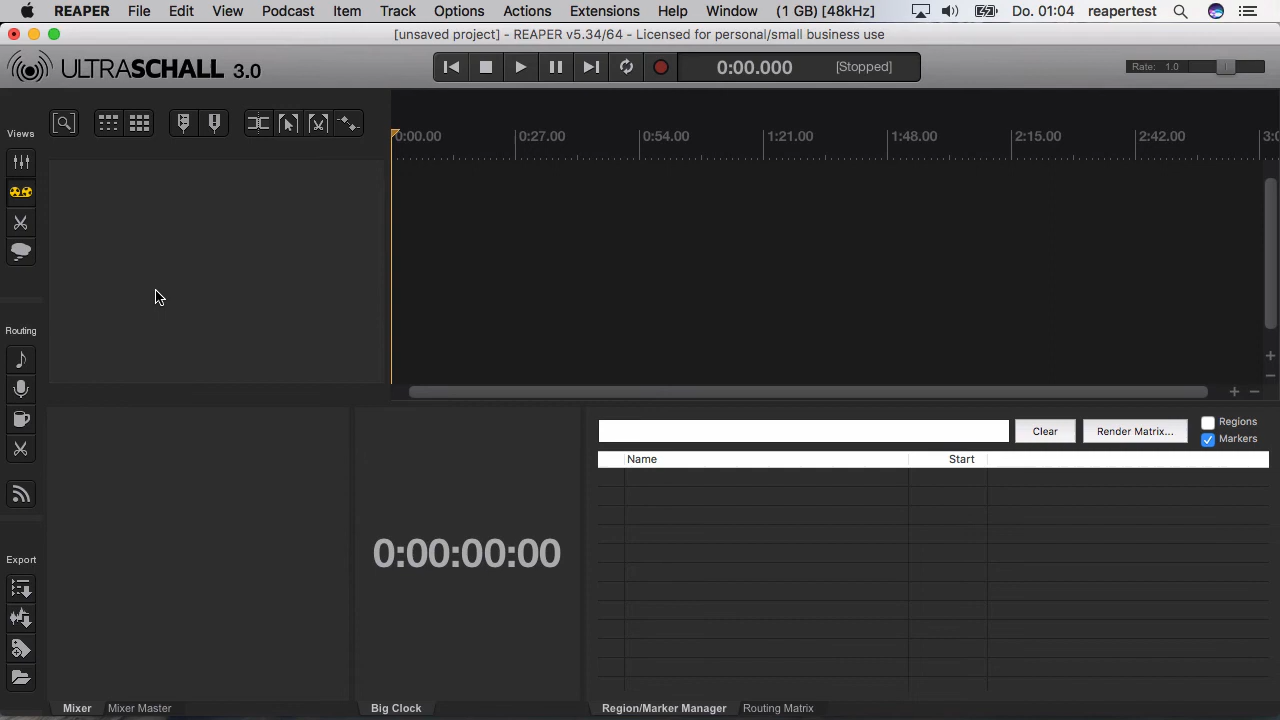 REAPER File Edit View Podcast Item Track Options Actions Extensions Help Window (1 GB) [48kHz] Do. 01:04 reapertest
[unsaved project] - REAPER v5.34/64 - Licensed for personal/small business use
ULTRASCHALL 3.0
0:00.000 [Stopped]
Rate: 1.0
Views
0:00.00 0:27.00 0:54.00 1:21.00 1:48.00 2:15.00 2:42.00 3:0
Routing
Clear
Render Matrix...
Regions
Markers
Name Start
0:00:00:00
Export
Mixer Mixer Master Big Clock Region/Marker Manager Routing Matrix